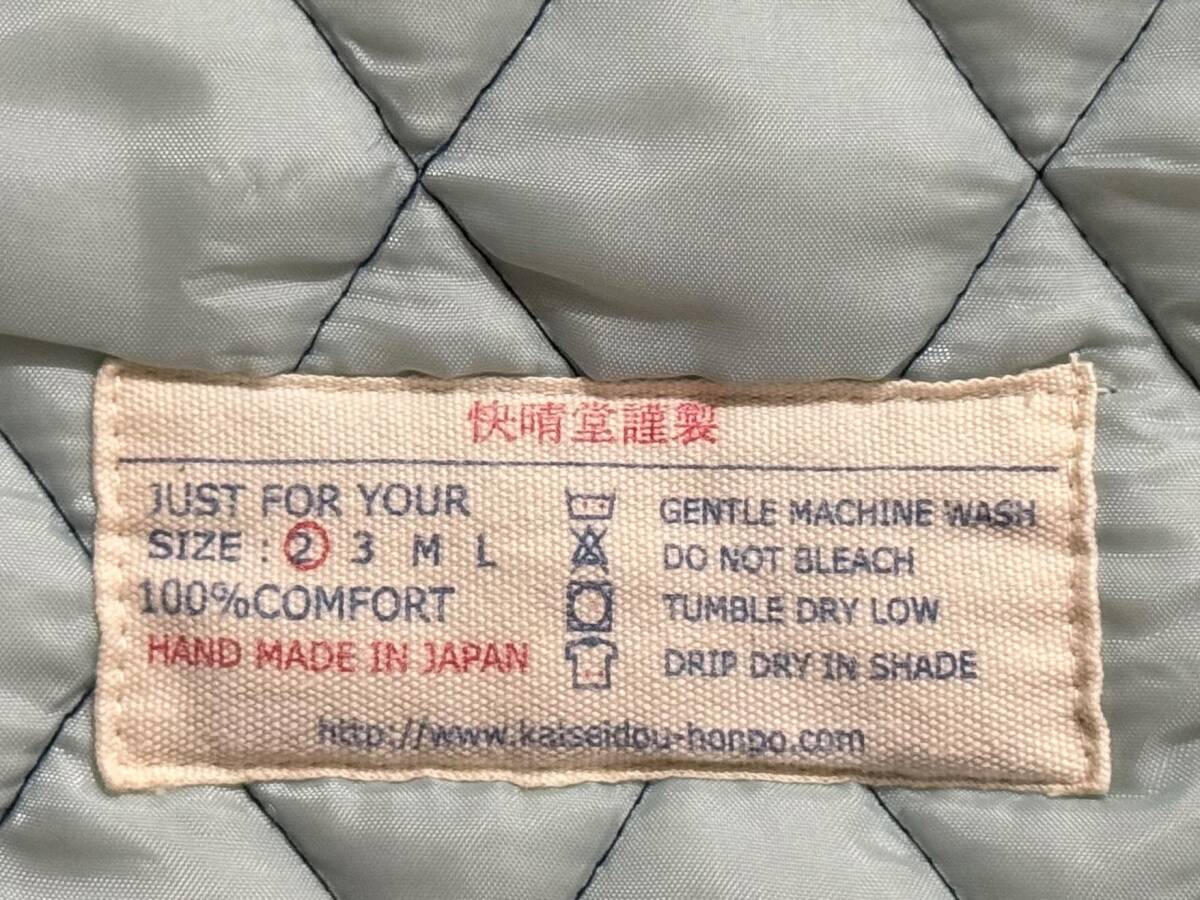 快晴堂謹製
JUST FOR YOUR
SIZE : 2 3 M L
100%COMFORT
HAND MADE IN JAPAN
GENTLE MACHINE WASH
DO NOT BLEACH
TUMBLE DRY LOW
DRIP DRY IN SHADE
http://www.kaiseidou-honpo.com